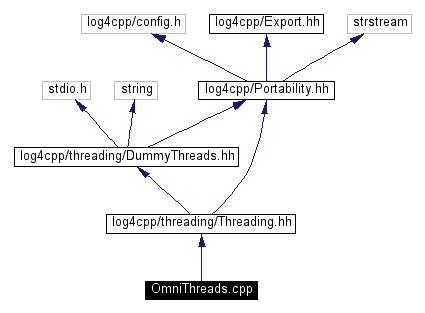 log4cpp/config.h
log4cpp/Export.hh
strstream
stdio.h
string
log4cpp/Portability.hh
log4cpp/threading/DummyThreads.hh
log4cpp/threading/Threading.hh
OmniThreads.cpp